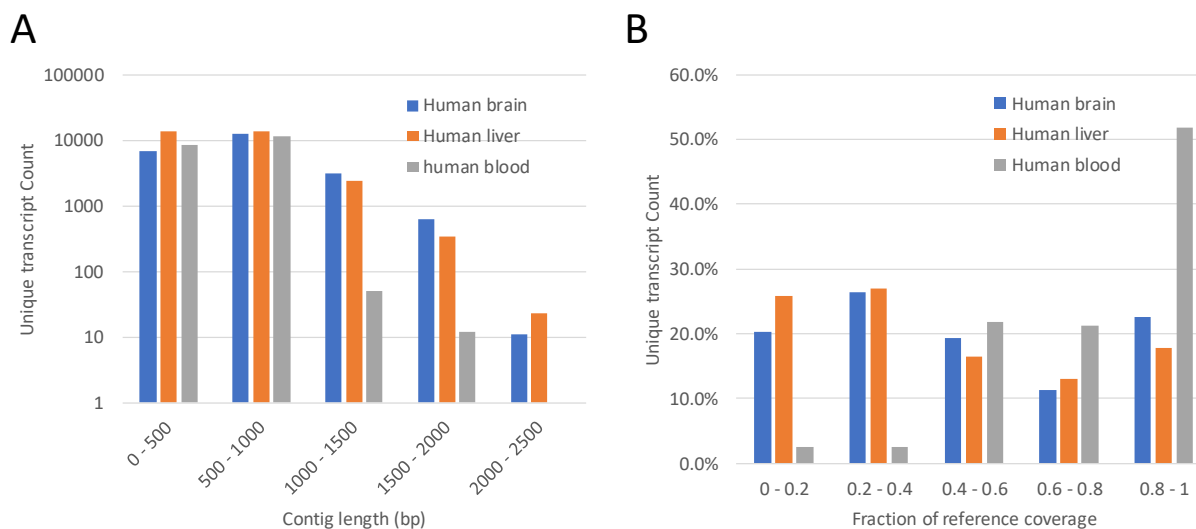 A
Unique transcript Count
100000
10000
1000
100
10
1
Human brain
Human liver
human blood
0 - 500
500 - 1000
1000 - 1500
1500 - 2000
2000 - 2500
Contig length (bp)
B
Unique transcript Count
60.0%
50.0%
40.0%
30.0%
20.0%
10.0%
0.0%
Human brain
Human liver
Human blood
0 - 0.2
0.2 - 0.4
0.4 - 0.6
0.6 - 0.8
0.8 - 1
Fraction of reference coverage